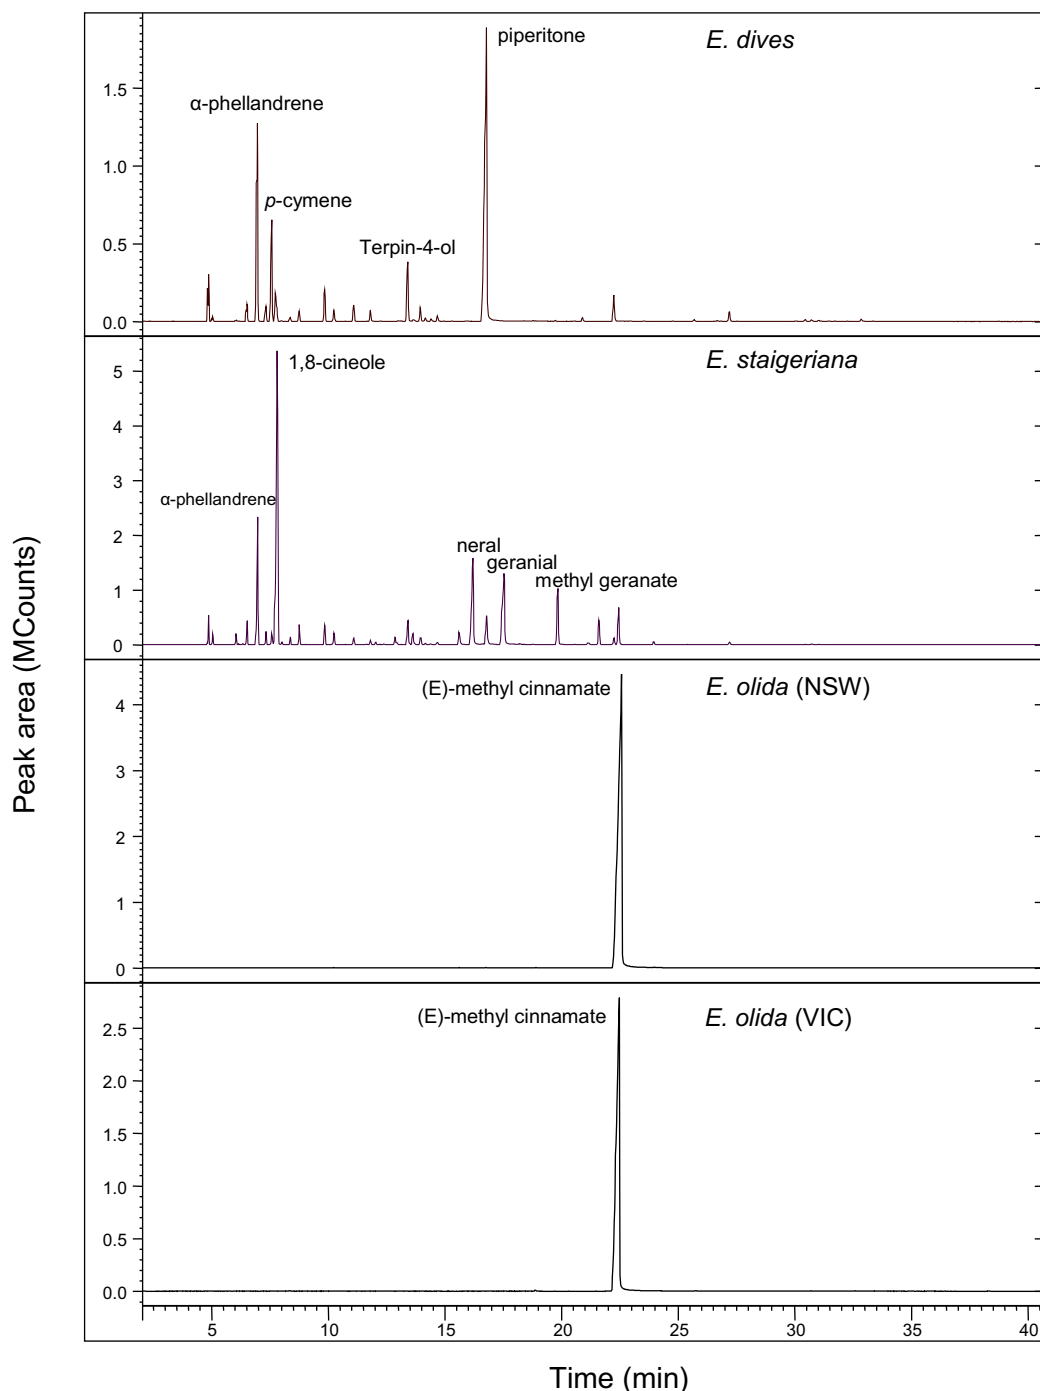 piperitone
E. dives
α-phellandrene
p-cymene
Terpin-4-ol
1.5
1.0
0.5
0.0
1,8-cineole
E. staigeriana
α-phellandrene
neral
geranial
methyl geranate
5
4
3
2
1
0
(E)-methyl cinnamate
E. olida (NSW)
4
3
2
1
0
(E)-methyl cinnamate
E. olida (VIC)
2.5
2.0
1.5
1.0
0.5
0.0
5 10 15 20 25 30 35 40
Time (min)
Peak area (MCounts)